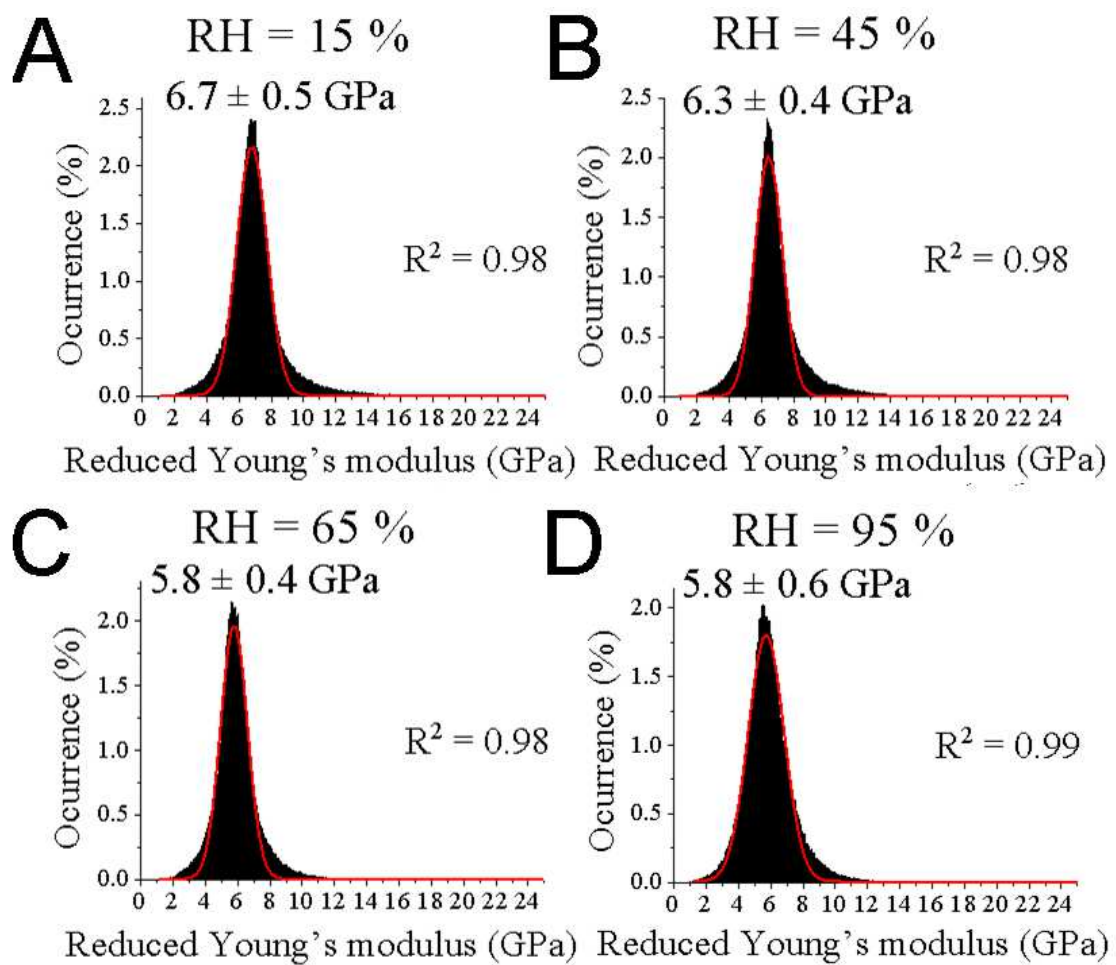 A
RH = 15 %
6.7 ± 0.5 GPa
2.5
2.0
1.5
1.0
0.5
0.0
Ocurrence (%)
R² = 0.98
0 2 4 6 8 10 12 14 16 18 20 22 24
Reduced Young's modulus (GPa)
B
RH = 45 %
6.3 ± 0.4 GPa
2.5
2.0
1.5
1.0
0.5
0.0
Ocurrence (%)
R² = 0.98
0 2 4 6 8 10 12 14 16 18 20 22 24
Reduced Young's modulus (GPa)
C
RH = 65 %
5.8 ± 0.4 GPa
2.0
1.5
1.0
0.5
0.0
Ocurrence (%)
R² = 0.98
0 2 4 6 8 10 12 14 16 18 20 22 24
Reduced Young's modulus (GPa)
D
RH = 95 %
5.8 ± 0.6 GPa
2.0
1.5
1.0
0.5
0.0
Ocurrence (%)
R² = 0.99
0 2 4 6 8 10 12 14 16 18 20 22 24
Reduced Young's modulus (GPa)